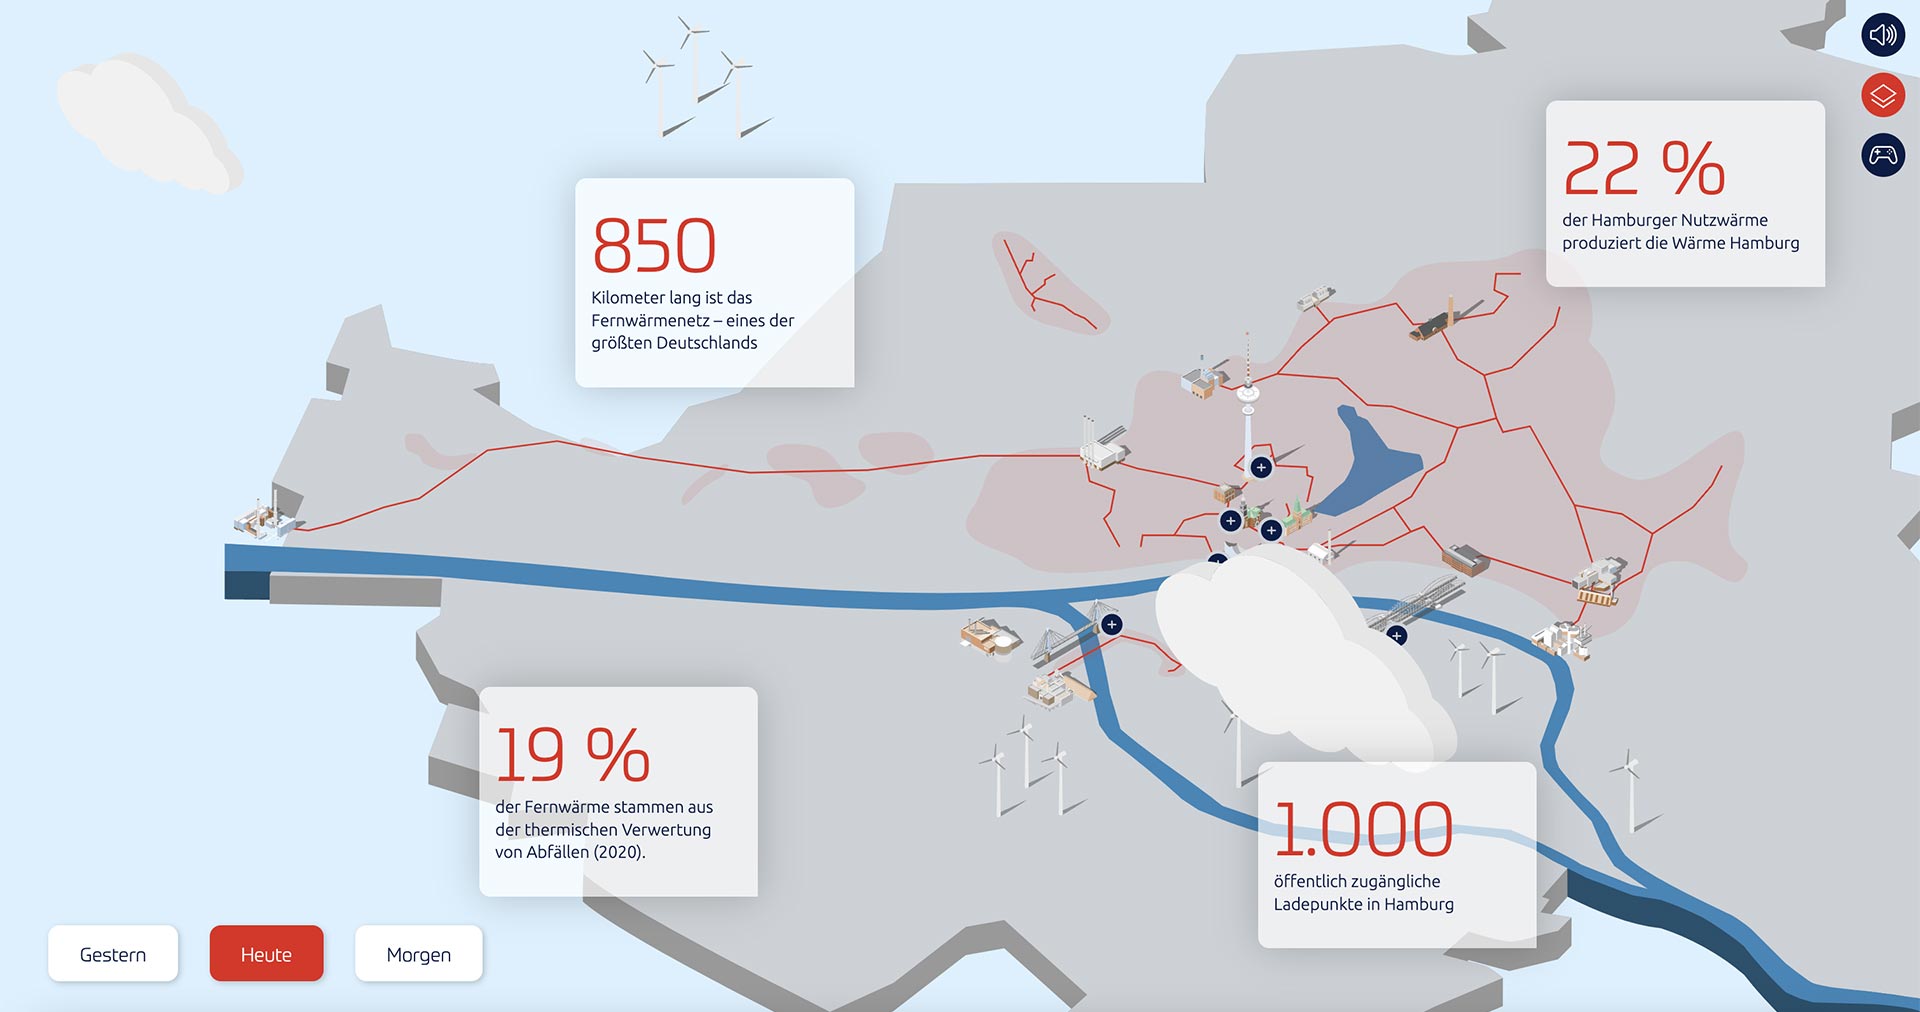 22 %
der Hamburger Nutzwärme
produziert die Wärme Hamburg
850
Kilometer lang ist das
Fernwärmenetz – eines der
größten Deutschlands
19 %
der Fernwärme stammen aus
der thermischen Verwertung
von Abfällen (2020).
1.000
öffentlich zugängliche
Ladepunkte in Hamburg
Gestern
Heute
Morgen